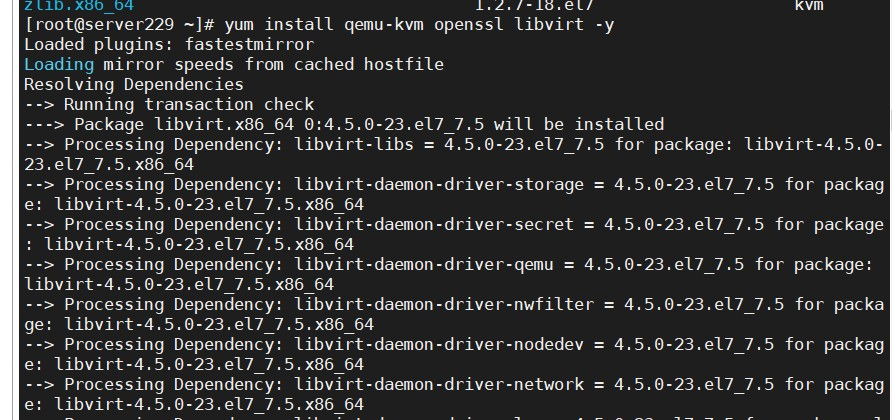 zlib.x86_64 1.2.7-18.el7 kvm
[root@server229 ~]# yum install qemu-kvm openssl libvirt -y
Loaded plugins: fastestmirror
Loading mirror speeds from cached hostfile
Resolving Dependencies
--> Running transaction check
---> Package libvirt.x86_64 0:4.5.0-23.el7_7.5 will be installed
--> Processing Dependency: libvirt-libs = 4.5.0-23.el7_7.5 for package: libvirt-4.5.0-
23.el7_7.5.x86_64
--> Processing Dependency: libvirt-daemon-driver-storage = 4.5.0-23.el7_7.5 for packag
e: libvirt-4.5.0-23.el7_7.5.x86_64
--> Processing Dependency: libvirt-daemon-driver-secret = 4.5.0-23.el7_7.5 for package
: libvirt-4.5.0-23.el7_7.5.x86_64
--> Processing Dependency: libvirt-daemon-driver-qemu = 4.5.0-23.el7_7.5 for package:
libvirt-4.5.0-23.el7_7.5.x86_64
--> Processing Dependency: libvirt-daemon-driver-nwfilter = 4.5.0-23.el7_7.5 for packa
ge: libvirt-4.5.0-23.el7_7.5.x86_64
--> Processing Dependency: libvirt-daemon-driver-nodedev = 4.5.0-23.el7_7.5 for packag
e: libvirt-4.5.0-23.el7_7.5.x86_64
--> Processing Dependency: libvirt-daemon-driver-network = 4.5.0-23.el7_7.5 for packag
e: libvirt-4.5.0-23.el7_7.5.x86_64